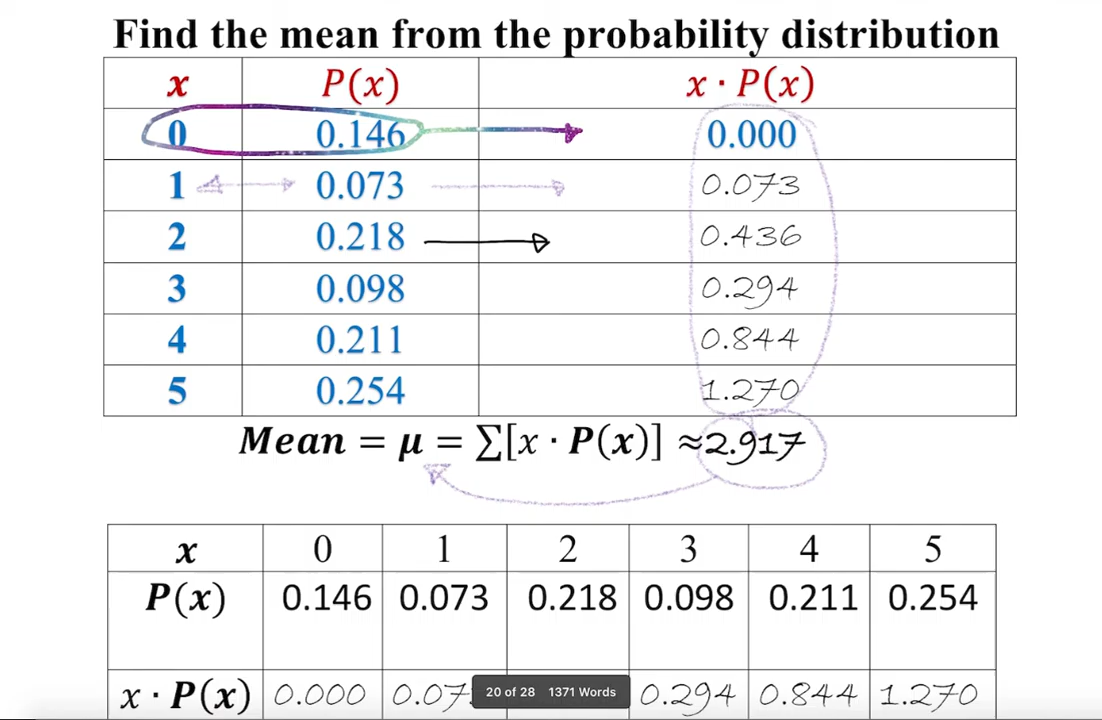 Find the mean from the probability distribution
x P(x) x · P(x)
0 0.146 0.000
1 0.073 0.073
2 0.218 0.436
3 0.098 0.294
4 0.211 0.844
5 0.254 1.270
Mean = μ = ∑[x · P(x)] ≈2.917
x 0 1 2 3 4 5
P(x) 0.146 0.073 0.218 0.098 0.211 0.254
x · P(x) 0.000 0.07 20 of 28 1371 Words 0.294 0.844 1.270